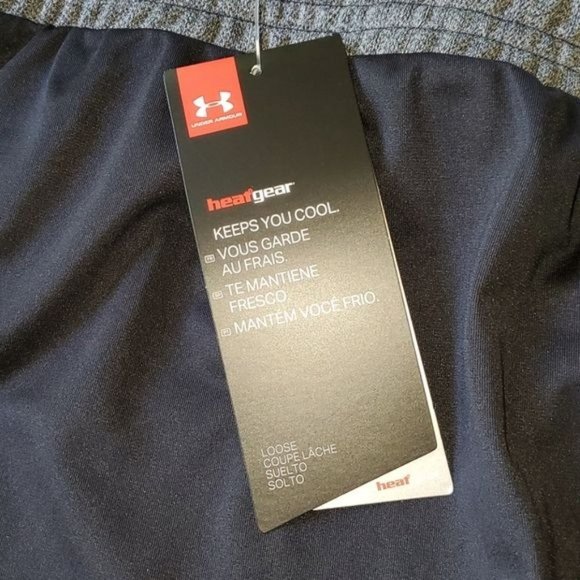 UNDER ARMOUR
heatgear
KEEPS YOU COOL.
FR VOUS GARDE
AU FRAIS.
TE MANTIENE
FRESCO.
MANTÉM VOCÊ FRIO.
LOOSE
COUPE LÂCHE
SUELTO
SOLTO
heat